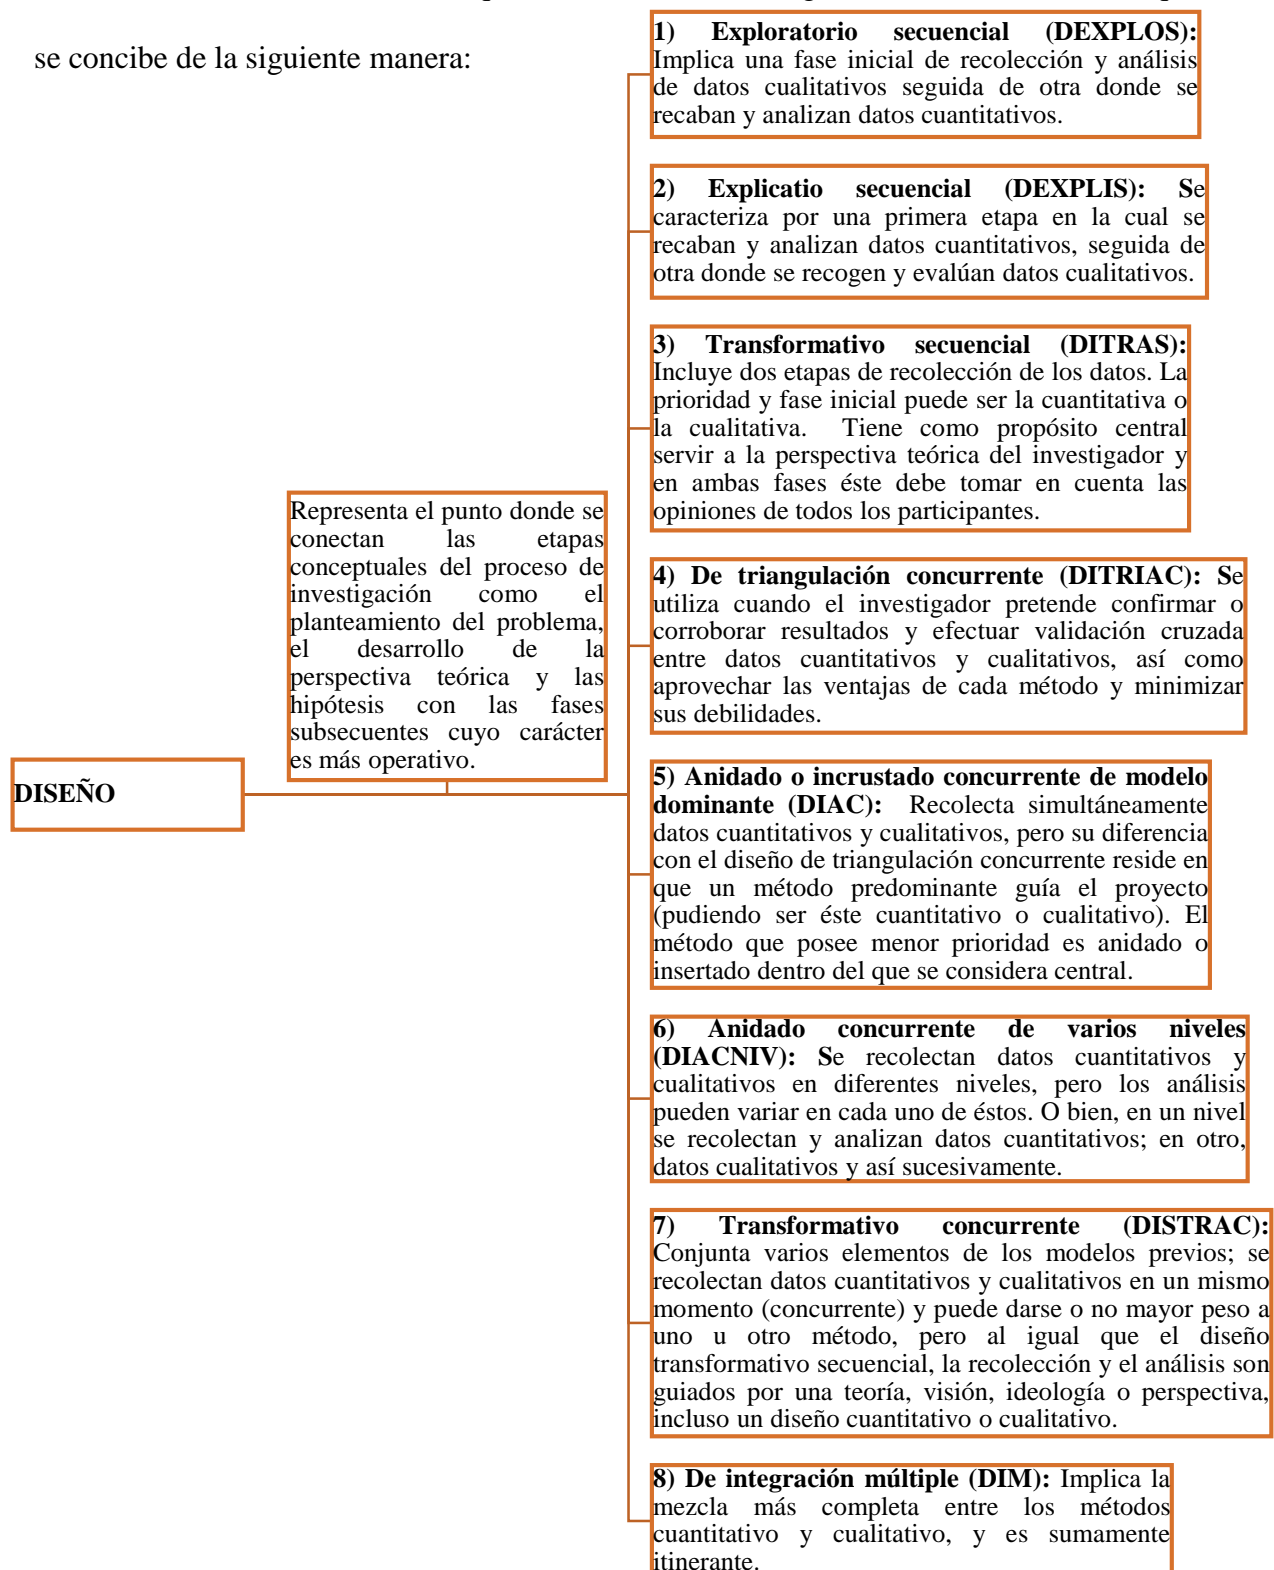 se concibe de la siguiente manera:
DISEÑO
Representa el punto donde se
conectan las etapas
conceptuales del proceso de
investigación como el
planteamiento del problema,
el desarrollo de la
perspectiva teórica y las
hipótesis con las fases
subsecuentes cuyo carácter
es más operativo.
1) Exploratorio secuencial (DEXPLOS):
Implica una fase inicial de recolección y análisis
de datos cualitativos seguida de otra donde se
recaban y analizan datos cuantitativos.
2) Explicatio secuencial (DEXPLIS): Se
caracteriza por una primera etapa en la cual se
recaban y analizan datos cuantitativos, seguida de
otra donde se recogen y evalúan datos cualitativos.
3) Transformativo secuencial (DITRAS):
Incluye dos etapas de recolección de los datos. La
prioridad y fase inicial puede ser la cuantitativa o
la cualitativa. Tiene como propósito central
servir a la perspectiva teórica del investigador y
en ambas fases éste debe tomar en cuenta las
opiniones de todos los participantes.
4) De triangulación concurrente (DITRIAC): Se
utiliza cuando el investigador pretende confirmar o
corroborar resultados y efectuar validación cruzada
entre datos cuantitativos y cualitativos, así como
aprovechar las ventajas de cada método y minimizar
sus debilidades.
5) Anidado o incrustado concurrente de modelo
dominante (DIAC): Recolecta simultáneamente
datos cuantitativos y cualitativos, pero su diferencia
con el diseño de triangulación concurrente reside en
que un método predominante guía el proyecto
(pudiendo ser éste cuantitativo o cualitativo). El
método que posee menor prioridad es anidado o
insertado dentro del que se considera central.
6) Anidado concurrente de varios niveles
(DIACNIV): Se recolectan datos cuantitativos y
cualitativos en diferentes niveles, pero los análisis
pueden variar en cada uno de éstos. O bien, en un nivel
se recolectan y analizan datos cuantitativos; en otro,
datos cualitativos y así sucesivamente.
7) Transformativo concurrente (DISTRAC):
Conjunta varios elementos de los modelos previos; se
recolectan datos cuantitativos y cualitativos en un mismo
momento (concurrente) y puede darse o no mayor peso a
uno u otro método, pero al igual que el diseño
transformativo secuencial, la recolección y el análisis son
guiados por una teoría, visión, ideología o perspectiva,
incluso un diseño cuantitativo o cualitativo.
8) De integración múltiple (DIM): Implica la
mezcla más completa entre los métodos
cuantitativo y cualitativo, y es sumamente
itinerante.